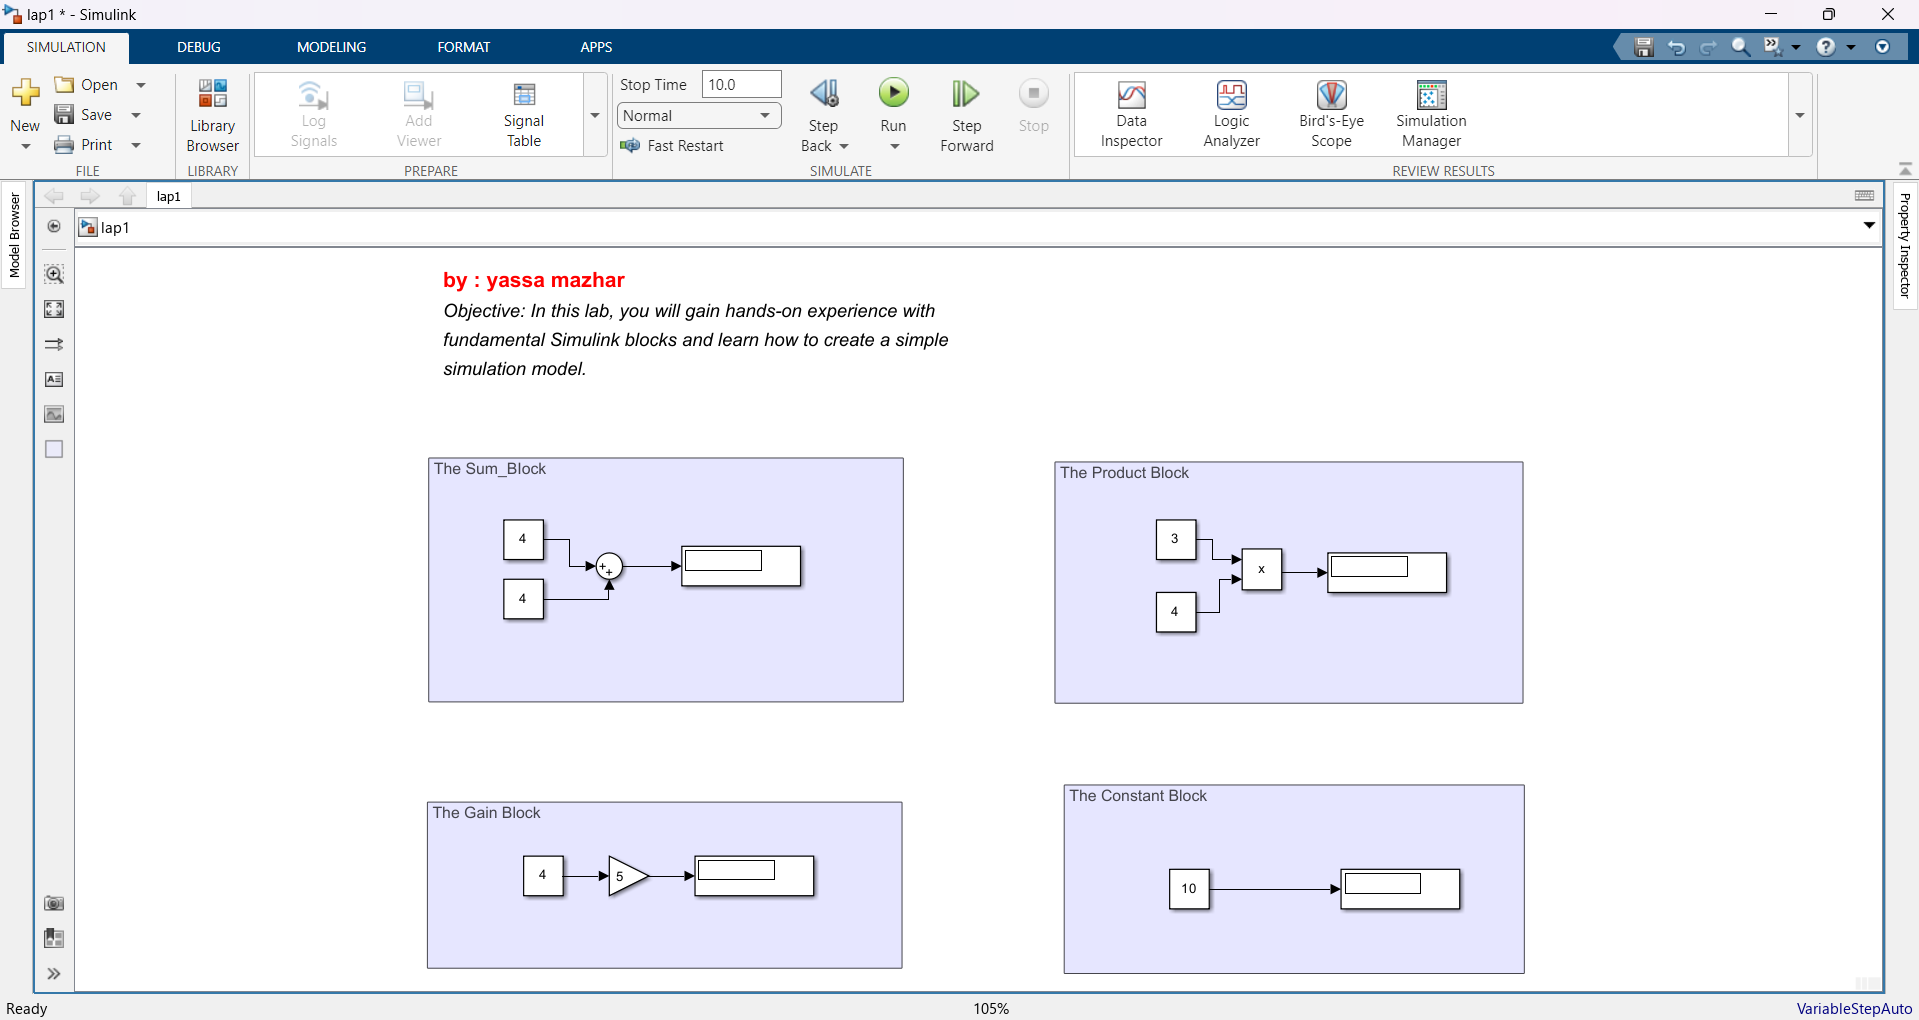 lap1 * - Simulink
SIMULATION DEBUG MODELING FORMAT APPS
New
Open
Save
Print
FILE
Library
Browser
LIBRARY
Log
Signals
Add
Viewer
Signal
Table
PREPARE
Stop Time 10.0
Normal
Fast Restart
Step
Back
Run
Step
Forward
Stop
SIMULATE
Data
Inspector
Logic
Analyzer
Bird's-Eye
Scope
Simulation
Manager
REVIEW RESULTS
Model Browser
lap1
lap1
Property Inspector
by : yassa mazhar
Objective: In this lab, you will gain hands-on experience with
fundamental Simulink blocks and learn how to create a simple
simulation model.
The Sum_Block
4
4
+
+
The Product Block
3
4
x
The Gain Block
4
5
The Constant Block
10
Ready
105%
VariableStepAuto